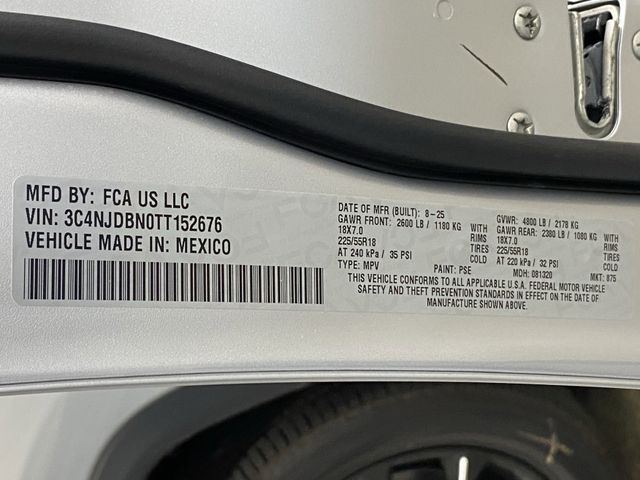 MFD BY: FCA US LLC
VIN: 3C4NJDBN0TT152676
VEHICLE MADE IN: MEXICO
DATE OF MFR (BUILT): 8-25
GAWR FRONT: 2600 LB / 1180 KG WITH
18X7.0 RIMS
225/55R18 TIRES
AT 240 kPa / 35 PSI COLD
TYPE: MPV
GVWR: 4800 LB / 2178 KG
GAWR REAR: 2380 LB / 1080 KG WITH
18X7.0 RIMS
225/55R18 TIRES
AT 220 kPa / 32 PSI COLD
PAINT: PSE MDH: 081320 MKT: 875
THIS VEHICLE CONFORMS TO ALL APPLICABLE U.S.A. FEDERAL MOTOR VEHICLE
SAFETY AND THEFT PREVENTION STANDARDS IN EFFECT ON THE DATE OF
MANUFACTURE SHOWN ABOVE.